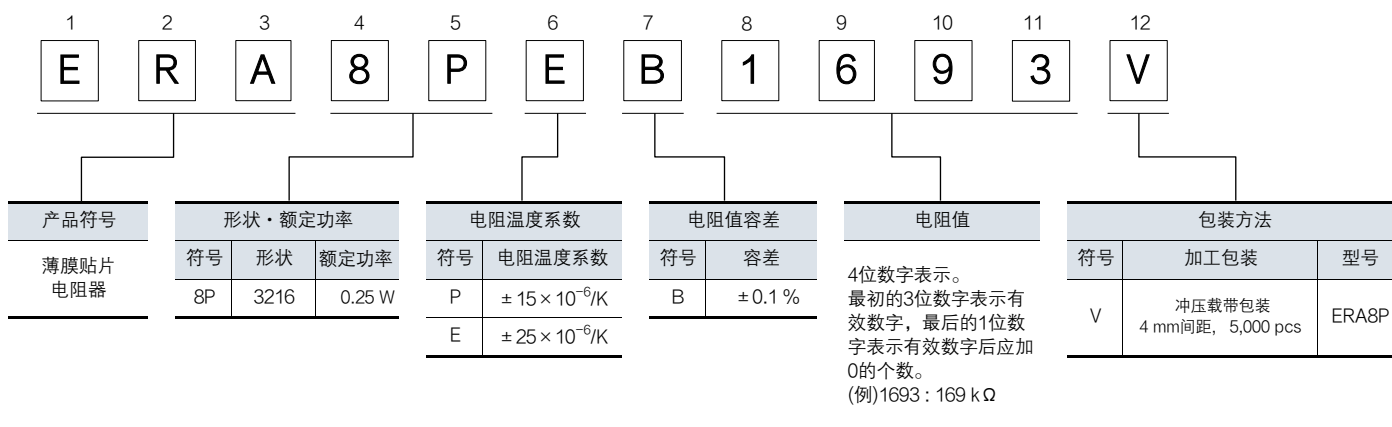 1 2 3 4 5 6 7 8 9 10 11 12
E R A 8 P E B 1 6 9 3 V
产品符号
薄膜贴片
电阻器
形状・额定功率
符号 形状 额定功率
8P 3216 0.25 W
电阻温度系数
符号 电阻温度系数
P ±15×10⁻⁶/K
E ±25×10⁻⁶/K
电阻值容差
符号 容差
B ±0.1 %
电阻值
4位数字表示。
最初的3位数字表示有
效数字，最后的1位数
字表示有效数字后应加
0的个数。
(例)1693 : 169 kΩ
包装方法
符号 加工包装 型号
V 冲压载带包装 ERA8P
4 mm间距，5,000 pcs